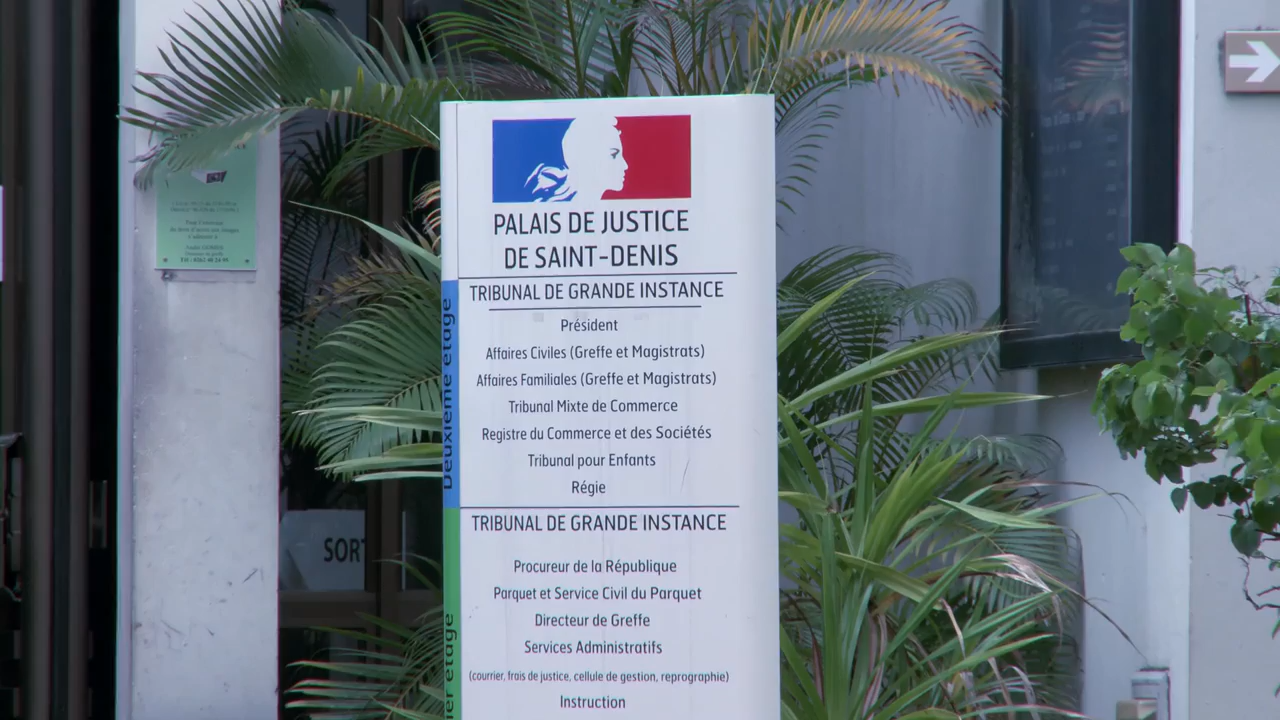 PALAIS DE JUSTICE
DE SAINT-DENIS
TRIBUNAL DE GRANDE INSTANCE
Président
Affaires Civiles (Greffe et Magistrats)
Affaires Familiales (Greffe et Magistrats)
Tribunal Mixte de Commerce
Registre du Commerce et des Sociétés
Tribunal pour Enfants
Régie
Deuxième étage
TRIBUNAL DE GRANDE INSTANCE
Procureur de la République
Parquet et Service Civil du Parquet
Directeur de Greffe
Services Administratifs
(courrier, frais de justice, cellule de gestion, reprographie)
Instruction
ier étage
SORT